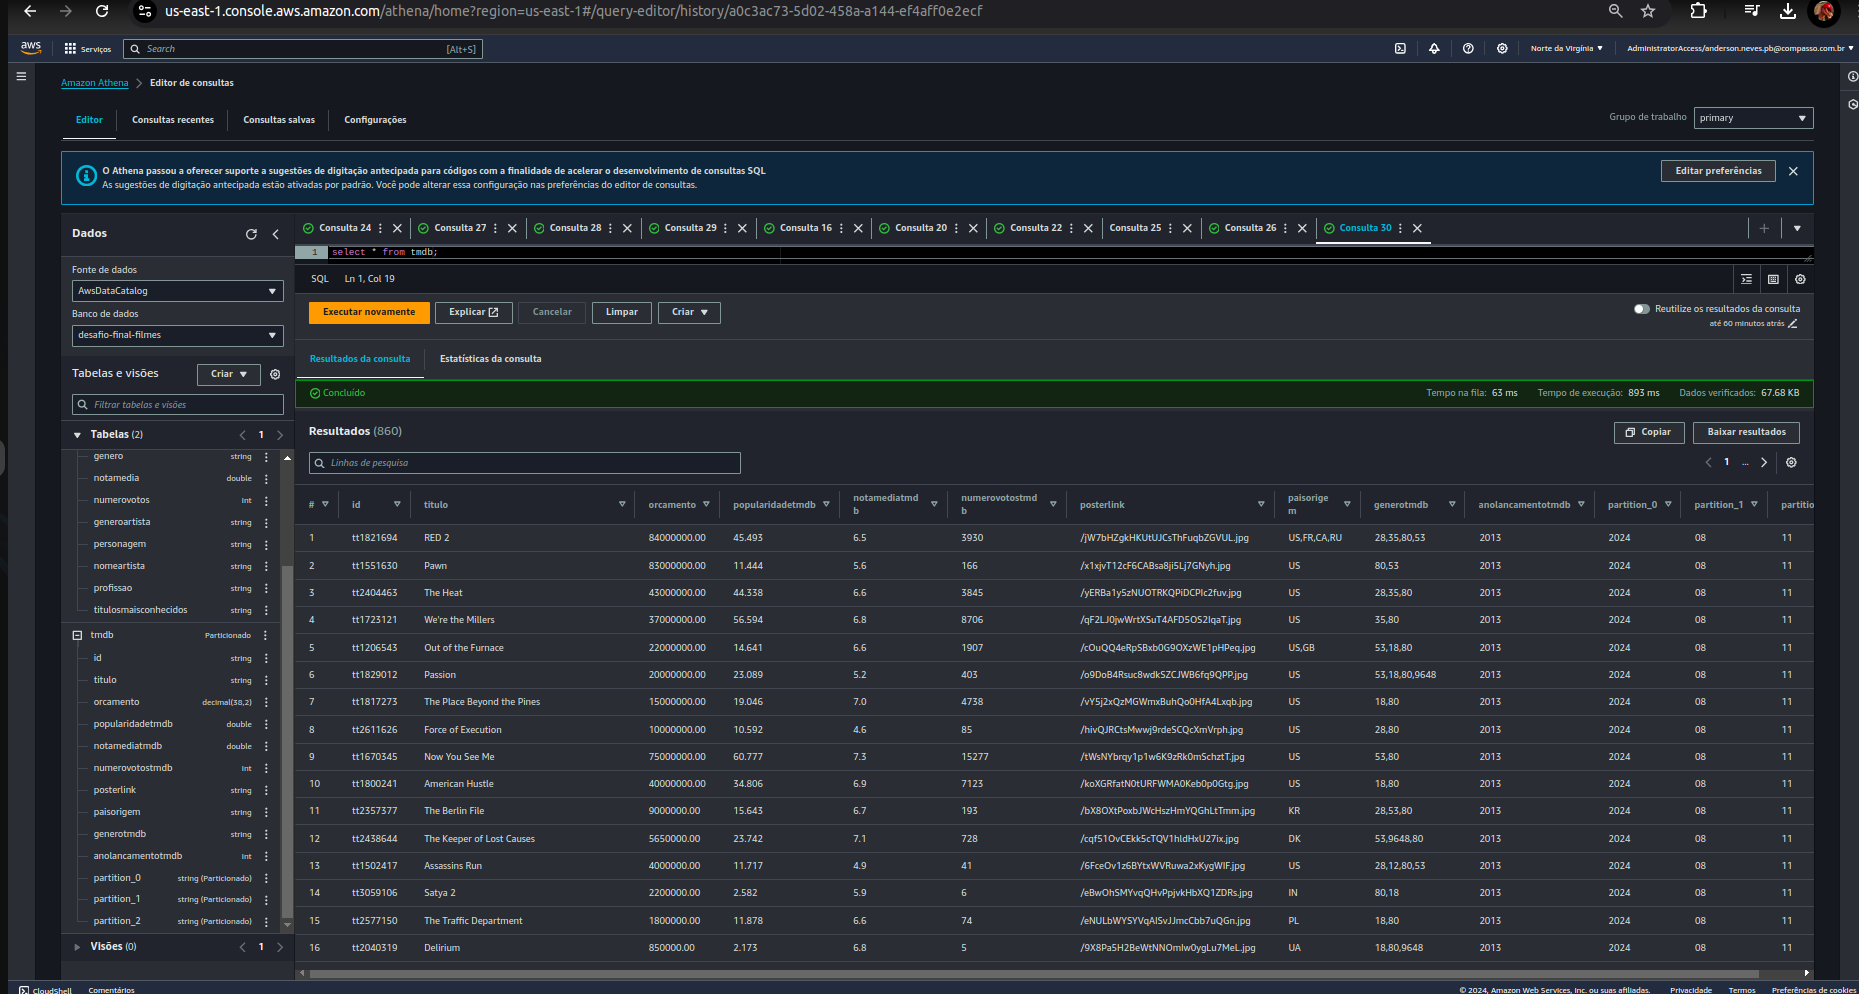 us-east-1.console.aws.amazon.com/athena/home?region=us-east-1#/query-editor/history/a0c3ac73-5d02-458a-a144-ef4aff0e2ecf
aws Serviços Search [Alt+S] Norte da Virgínia AdministratorAccess/anderson.neves.pb@compasso.com.br
Amazon Athena > Editor de consultas
Editor Consultas recentes Consultas salvas Configurações Grupo de trabalho primary
O Athena passou a oferecer suporte a sugestões de digitação antecipada para códigos com a finalidade de acelerar o desenvolvimento de consultas SQL
As sugestões de digitação antecipada estão ativadas por padrão. Você pode alterar essa configuração nas preferências do editor de consultas.
Editar preferências
Dados
Fonte de dados
AwsDataCatalog
Banco de dados
desafio-final-filmes
Tabelas e visões Criar
Filtrar tabelas e visões
Tabelas (2) 1
genero string
notamedia double
numerovotos int
generoartista string
personagem string
nomeartista string
profissao string
titulosmaisconhecidos string
tmdb Particionado
id string
titulo string
orcamento decimal(38,2)
popularidadetmdb double
notamediatmdb double
numerovotostmdb int
posterlink string
paisorigem string
generotmdb string
anolancamentotmdb int
partition_0 string (Particionado)
partition_1 string (Particionado)
partition_2 string (Particionado)
Visões (0) 1
Consulta 24 Consulta 27 Consulta 28 Consulta 29 Consulta 16 Consulta 20 Consulta 22 Consulta 25 Consulta 26 Consulta 30
1 select * from tmdb;
SQL Ln 1, Col 19
Executar novamente Explicar Cancelar Limpar Criar
Reutilize os resultados da consulta
até 60 minutos atrás
Resultados da consulta Estatísticas da consulta
Concluído Tempo na fila: 63 ms Tempo de execução: 893 ms Dados verificados: 67.68 KB
Resultados (860) Copiar Baixar resultados
Linhas de pesquisa 1 ...
# id titulo orcamento popularidadetmdb notamediatmdb numerovotostmdb posterlink paisorigem generotmdb anolancamentotmdb partition_0 partition_1 partitio
1 tt1821694 RED 2 84000000.00 45.493 6.5 3930 /jW7bHZgkHKUtUJCsThFuqbZGVUL.jpg US,FR,CA,RU 28,35,80,53 2013 2024 08 11
2 tt1551630 Pawn 83000000.00 11.444 5.6 166 /x1xjvT12cF6CABsa8ji5Lj7GNyh.jpg US 80,53 2013 2024 08 11
3 tt2404463 The Heat 43000000.00 44.338 6.6 3845 /yERBa1y5zNUOTRKQPiDCPlc2fuv.jpg US 28,35,80 2013 2024 08 11
4 tt1723121 We're the Millers 37000000.00 56.594 6.8 8706 /qF2LJ0jwWrtXSuT4AFD5OS2IqaT.jpg US 35,80 2013 2024 08 11
5 tt1206543 Out of the Furnace 22000000.00 14.641 6.6 1907 /cOuQQ4eRpSBxb0G9OXzWE1pHPeq.jpg US,GB 53,18,80 2013 2024 08 11
6 tt1829012 Passion 20000000.00 23.089 5.2 403 /o9DoB4Rsuc8wdkSZCJWB6fq9QPP.jpg US 53,18,80,9648 2013 2024 08 11
7 tt1817273 The Place Beyond the Pines 15000000.00 19.046 7.0 4738 /vY5j2xQzMGWmxBuhQo0HfA4Lxqb.jpg US 18,80 2013 2024 08 11
8 tt2611626 Force of Execution 10000000.00 10.592 4.6 85 /hivQJRCtsMwwj9rdeSCQcXmVrph.jpg US 28,80 2013 2024 08 11
9 tt1670345 Now You See Me 75000000.00 60.777 7.3 15277 /tWsNYbrqy1p1w6K9zRk0mSchztT.jpg US 53,80 2013 2024 08 11
10 tt1800241 American Hustle 40000000.00 34.806 6.9 7123 /koXGRfatN0tURFWMA0Keb0p0Gtg.jpg US 18,80 2013 2024 08 11
11 tt2357377 The Berlin File 9000000.00 15.643 6.7 193 /bX8OXtPoxbJWcHszHmYQGhLtTmm.jpg KR 28,53,80 2013 2024 08 11
12 tt2438644 The Keeper of Lost Causes 5650000.00 23.742 7.1 728 /cqf51OvCEkk5cTQV1hldHxU27ix.jpg DK 53,9648,80 2013 2024 08 11
13 tt1502417 Assassins Run 4000000.00 11.717 4.9 41 /6FceOv1z6BYtxWVRuwa2xKygWIF.jpg US 28,12,80,53 2013 2024 08 11
14 tt3059106 Satya 2 2200000.00 2.582 5.9 6 /eBwOhSMYvqQHvPpjvkHbXQ1ZDRs.jpg IN 80,18 2013 2024 08 11
15 tt2577150 The Traffic Department 1800000.00 11.878 6.6 74 /eNULbWYSYVqAISvJJmcCbb7uQGn.jpg PL 18,80 2013 2024 08 11
16 tt2040319 Delirium 850000.00 2.173 6.8 5 /9X8Pa5H2BeWtNNOmIw0ygLu7MeL.jpg UA 18,80,9648 2013 2024 08 11
CloudShell Comentários © 2024, Amazon Web Services, Inc. ou suas afiliadas. Privacidade Termos Preferências de cookies